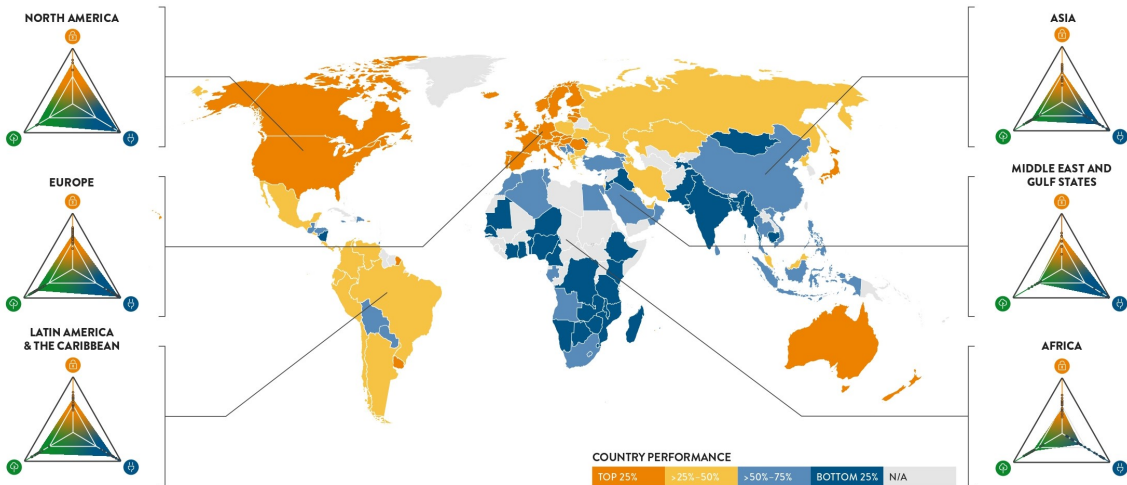 NORTH AMERICA
EUROPE
LATIN AMERICA
& THE CARIBBEAN
ASIA
MIDDLE EAST AND
GULF STATES
AFRICA
COUNTRY PERFORMANCE
TOP 25%
>25%–50%
>50%–75%
BOTTOM 25%
N/A